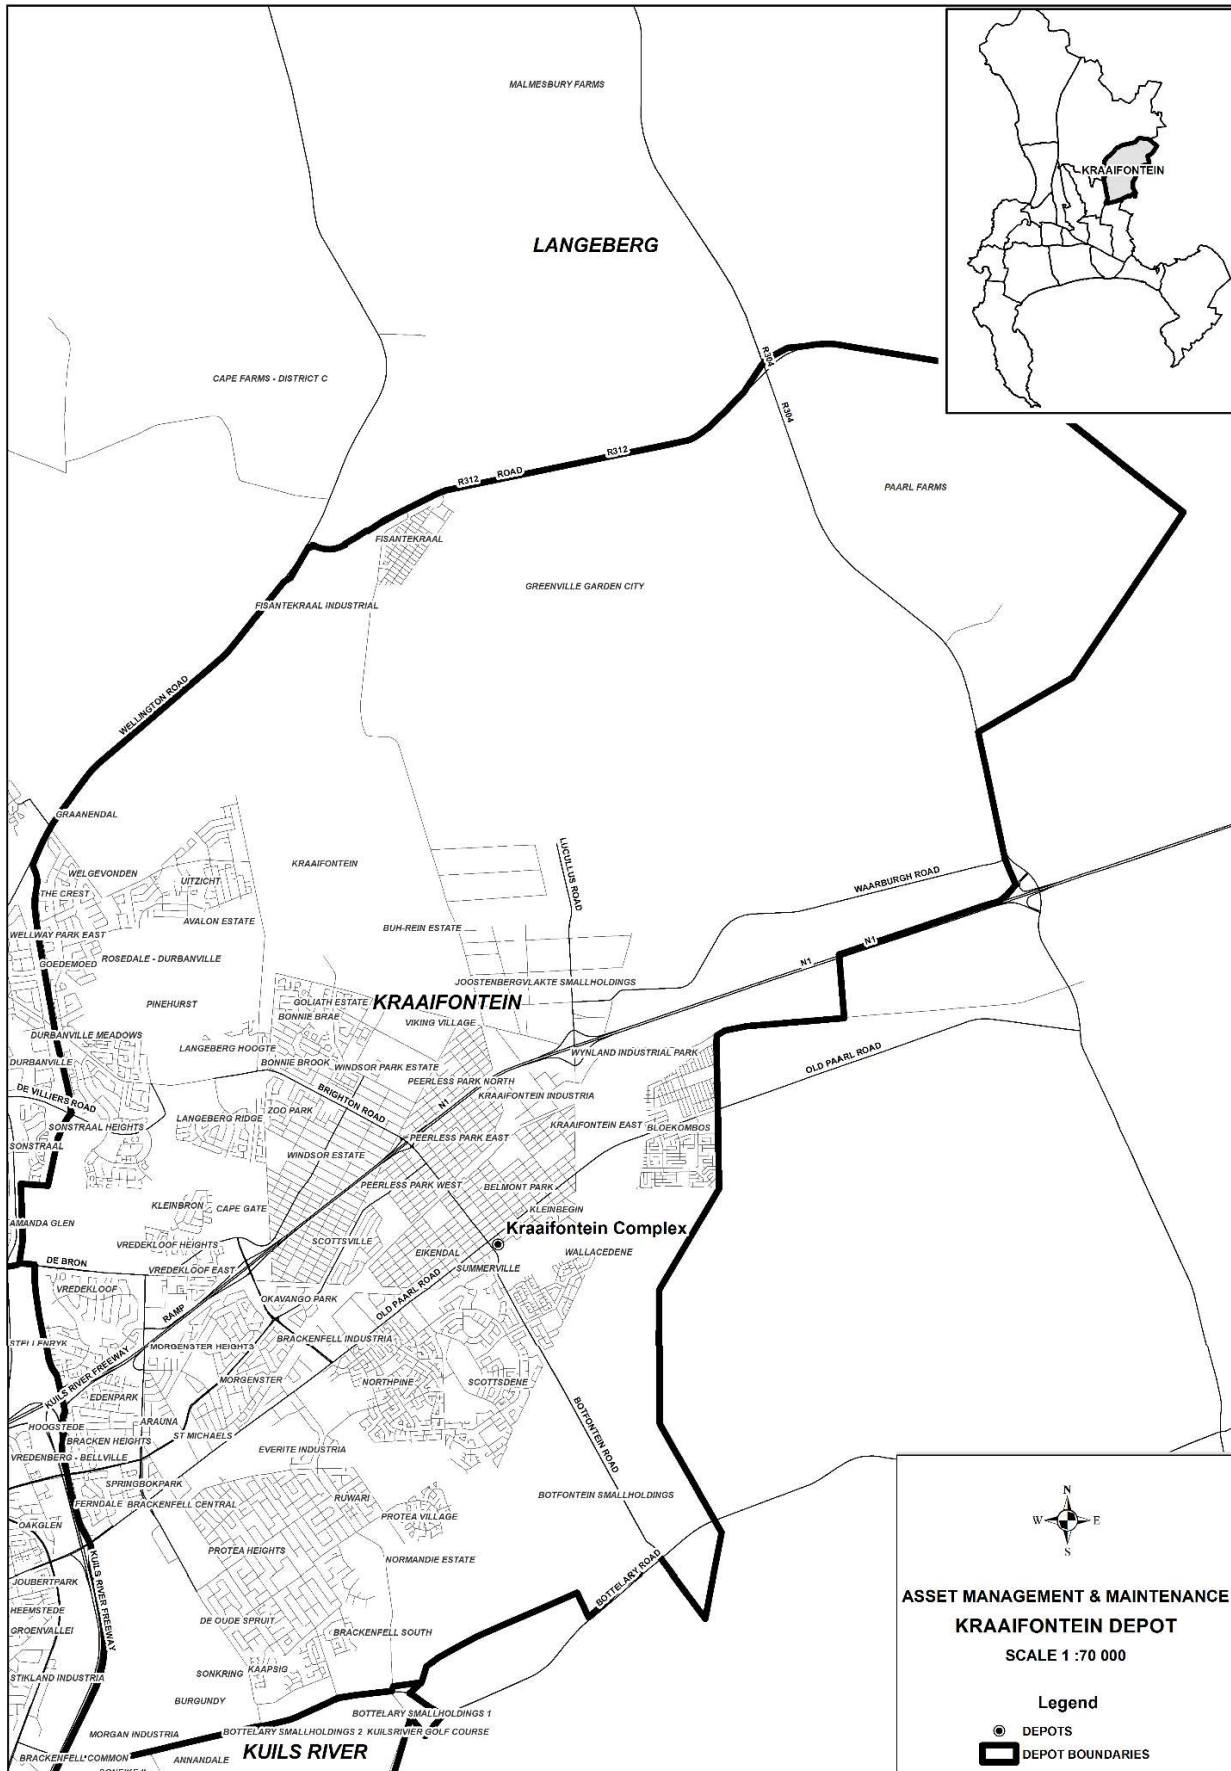 MALMESBURY FARMS
KRAAIFONTEIN
LANGEBERG
R304
CAPE FARMS - DISTRICT C
R304
R312
ROAD
R312
PAARL FARMS
FISANTEKRAAL
GREENVILLE GARDEN CITY
FISANTEKRAAL INDUSTRIAL
WELLINGTON ROAD
GRAANENDAL
LUCULLUS ROAD
KRAAIFONTEIN
WELGEVONDEN
UITZICHT
WAARBURGH ROAD
THE CREST
AVALON ESTATE
BUH-REIN ESTATE
WELLWAY PARK EAST
N1
ROSEDALE - DURBANVILLE
GOEDEMOED
N1
JOOSTENBERGVLAKTE SMALLHOLDINGS
PINEHURST
GOLIATH ESTATE
KRAAIFONTEIN
BONNIE BRAE
VIKING VILLAGE
DURBANVILLE MEADOWS
LANGEBERG HOOGTE
WYNLAND INDUSTRIAL PARK
OLD PAARL ROAD
DURBANVILLE
BONNIE BROOK
WINDSOR PARK ESTATE
PEERLESS PARK NORTH
DE VILLIERS ROAD
BRIGHTON ROAD
N1
KRAAIFONTEIN INDUSTRIA
ZOO PARK
LANGEBERG RIDGE
SONSTRAAL HEIGHTS
KRAAIFONTEIN EAST
BLOEKOMBOS
PEERLESS PARK EAST
SONSTRAAL
WINDSOR ESTATE
PEERLESS PARK WEST
BELMONT PARK
KLEINBRON
CAPE GATE
KLEINBEGIN
AMANDA GLEN
Kraaifontein Complex
VREDEKLOOF HEIGHTS
SCOTTSVILLE
EIKENDAL
WALLACEDENE
DE BRON
VREDEKLOOF EAST
SUMMERVILLE
VREDEKLOOF
OLD PAARL ROAD
OKAVANGO PARK
RAMP
STELLENRYK
MORGENSTER HEIGHTS
BRACKENFELL INDUSTRIA
KUILS RIVER FREEWAY
MORGENSTER
NORTHPINE
SCOTTSDENE
EDENPARK
HOOGSTEDE
ARAUNA
BOTFONTEIN ROAD
ST MICHAELS
BRACKEN HEIGHTS
EVERITE INDUSTRIA
VREDENBERG - BELLVILLE
SPRINGBOKPARK
RUWARI
BOTFONTEIN SMALLHOLDINGS
FERNDALE
BRACKENFELL CENTRAL
PROTEA VILLAGE
OAKGLEN
PROTEA HEIGHTS
NORMANDIE ESTATE
KUILS RIVER FREEWAY
BOTTELARY ROAD
JOUBERTPARK
HEEMSTEDE
DE OUDE SPRUIT
GROENVALLEI
BRACKENFELL SOUTH
STIKLAND INDUSTRIA
SONKRING
KAAPSIG
BURGUNDY
BOTTELARY SMALLHOLDINGS 1
MORGAN INDUSTRIA
BOTTELARY SMALLHOLDINGS 2
KUILSRIVIER GOLF COURSE
KUILS RIVER
BRACKENFELL COMMON
ANNANDALE
N
W E
S
ASSET MANAGEMENT & MAINTENANCE
KRAAIFONTEIN DEPOT
SCALE 1 :70 000
Legend
DEPOTS
DEPOT BOUNDARIES